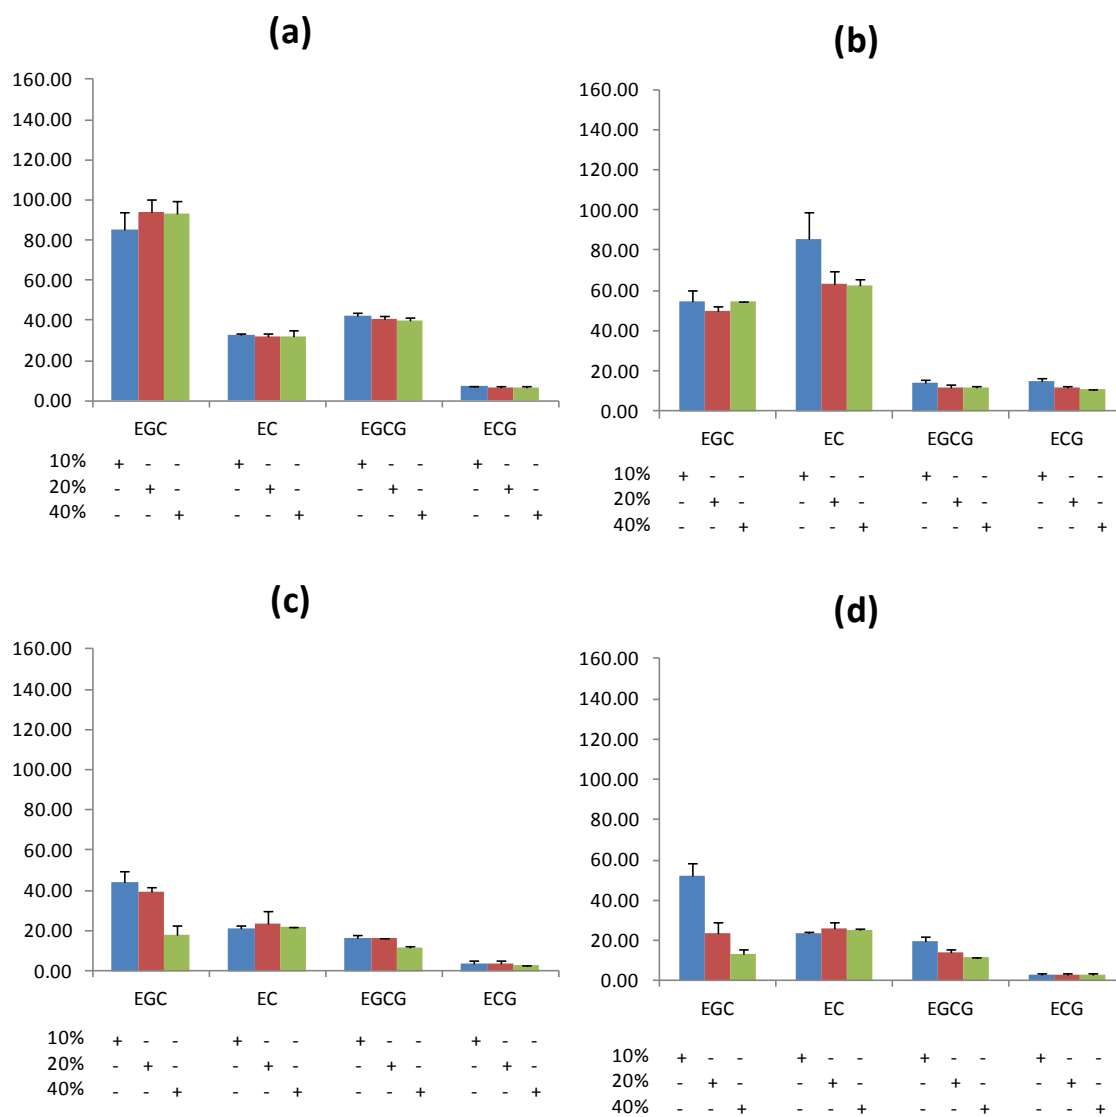 (a)
160.00
140.00
120.00
100.00
80.00
60.00
40.00
20.00
0.00
EGC EC EGCG ECG
10% + - - + - - + - - + - -
20% - + - - + - - + - - + -
40% - - + - - + - - + - - +
(b)
160.00
140.00
120.00
100.00
80.00
60.00
40.00
20.00
0.00
EGC EC EGCG ECG
10% + - - + - - + - - + - -
20% - + - - + - - + - - + -
40% - - + - - + - - + - - +
(c)
160.00
140.00
120.00
100.00
80.00
60.00
40.00
20.00
0.00
EGC EC EGCG ECG
10% + - - + - - + - - + - -
20% - + - - + - - + - - + -
40% - - + - - + - - + - - +
(d)
160.00
140.00
120.00
100.00
80.00
60.00
40.00
20.00
0.00
EGC EC EGCG ECG
10% + - - + - - + - - + - -
20% - + - - + - - + - - + -
40% - - + - - + - - + - - +